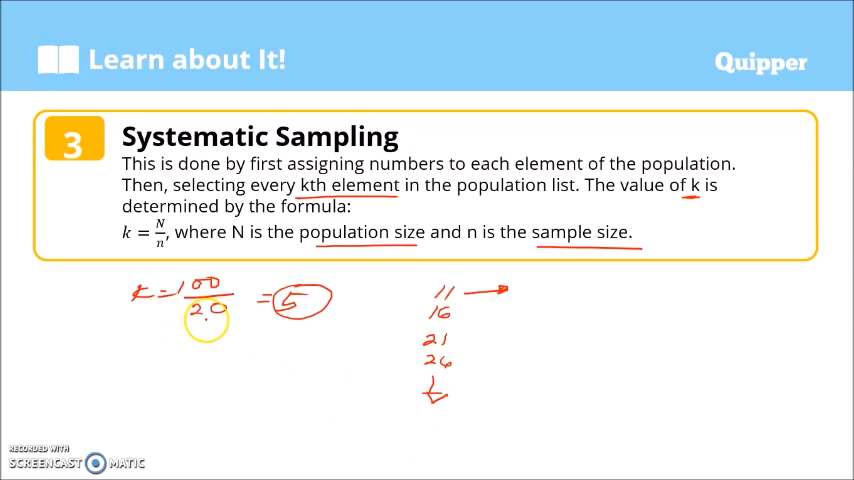 Learn about It!
Quipper
3
Systematic Sampling
This is done by first assigning numbers to each element of the population.
Then, selecting every kth element in the population list. The value of k is
determined by the formula:
k = N/n, where N is the population size and n is the sample size.
k = 100/20 = 5
11
16
21
26
RECORDED WITH
SCREENCAST MATIC